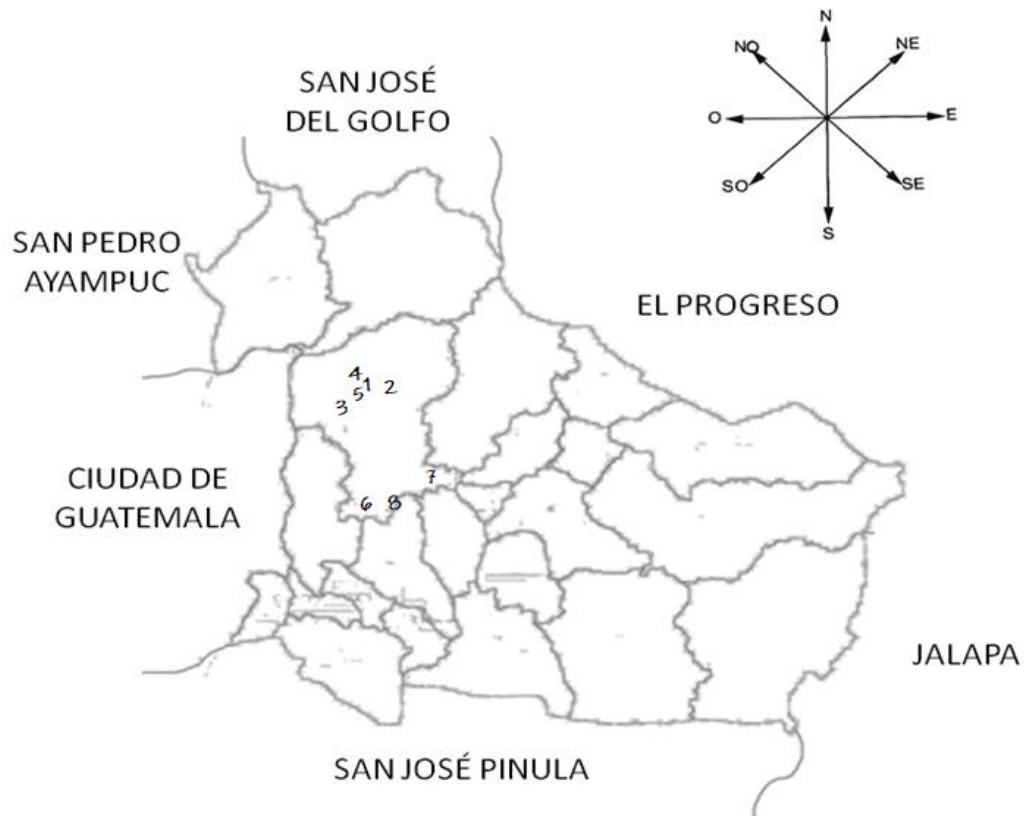 N
NO
NE
O
E
SO
SE
S
SAN JOSÉ
DEL GOLFO
SAN PEDRO
AYAMPUC
EL PROGRESO
4
1
2
5
3
CIUDAD DE
GUATEMALA
7
6
8
JALAPA
SAN JOSÉ PINULA